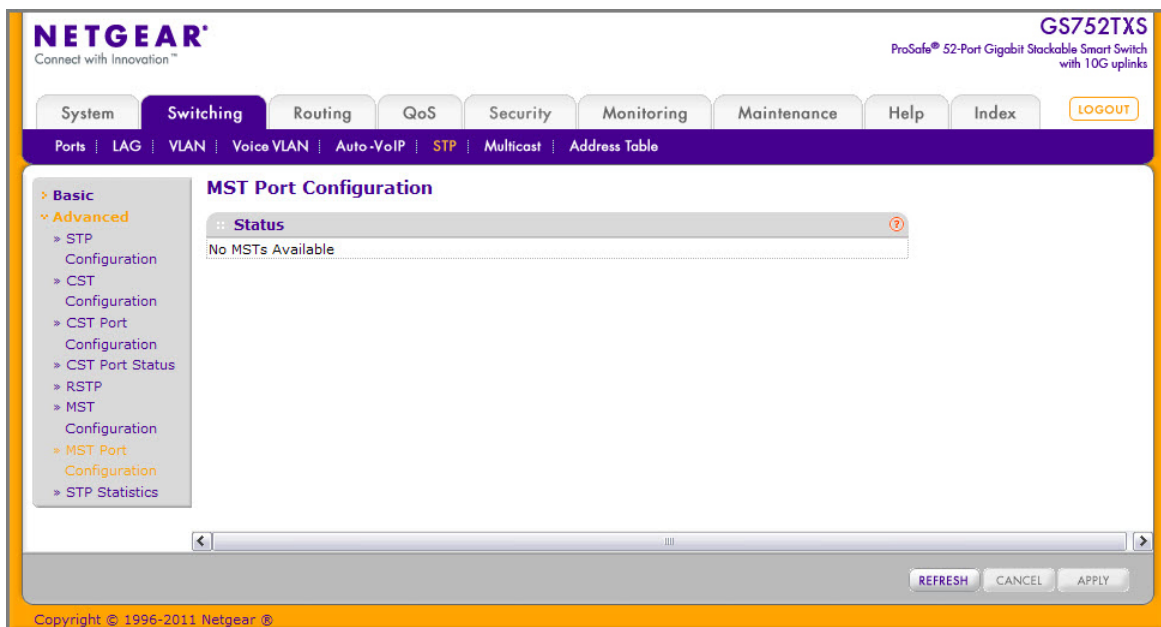 NETGEAR®
Connect with Innovation™
GS752TXS
ProSafe® 52-Port Gigabit Stackable Smart Switch
with 10G uplinks
System Switching Routing QoS Security Monitoring Maintenance Help Index LOGOUT
Ports | LAG | VLAN | Voice VLAN | Auto-VoIP | STP | Multicast | Address Table
Basic
Advanced
» STP
Configuration
» CST
Configuration
» CST Port
Configuration
» CST Port Status
» RSTP
» MST
Configuration
» MST Port
Configuration
» STP Statistics
MST Port Configuration
Status ?
No MSTs Available
REFRESH CANCEL APPLY
Copyright © 1996-2011 Netgear ®